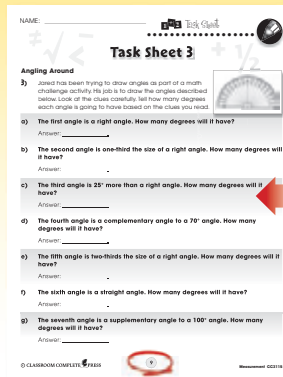 NAME:
Task Sheet
Task Sheet 3
Angling Around
3) Jared has been trying to draw angles as part of a math
challenge activity. His job is to draw the angles described
below. Look at the clues carefully, tell how many degrees
each angle is going to have based on the clues you read.
a) The first angle is a right angle. How many degrees will it have?
Answer:
b) The second angle is one-third the size of a right angle. How many degrees will
it have?
Answer:
c) The third angle is 25° more than a right angle. How many degrees will it
have?
Answer:
d) The fourth angle is a complementary angle to a 70° angle. How many
degrees will it have?
Answer:
e) The fifth angle is two-thirds the size of a right angle. How many degrees will it
have?
Answer:
f) The sixth angle is a straight angle. How many degrees will it have?
Answer:
g) The seventh angle is a supplementary angle to a 100° angle. How many
degrees will it have?
Answer:
© CLASSROOM COMPLETE PRESS
9
Measurement CC3115